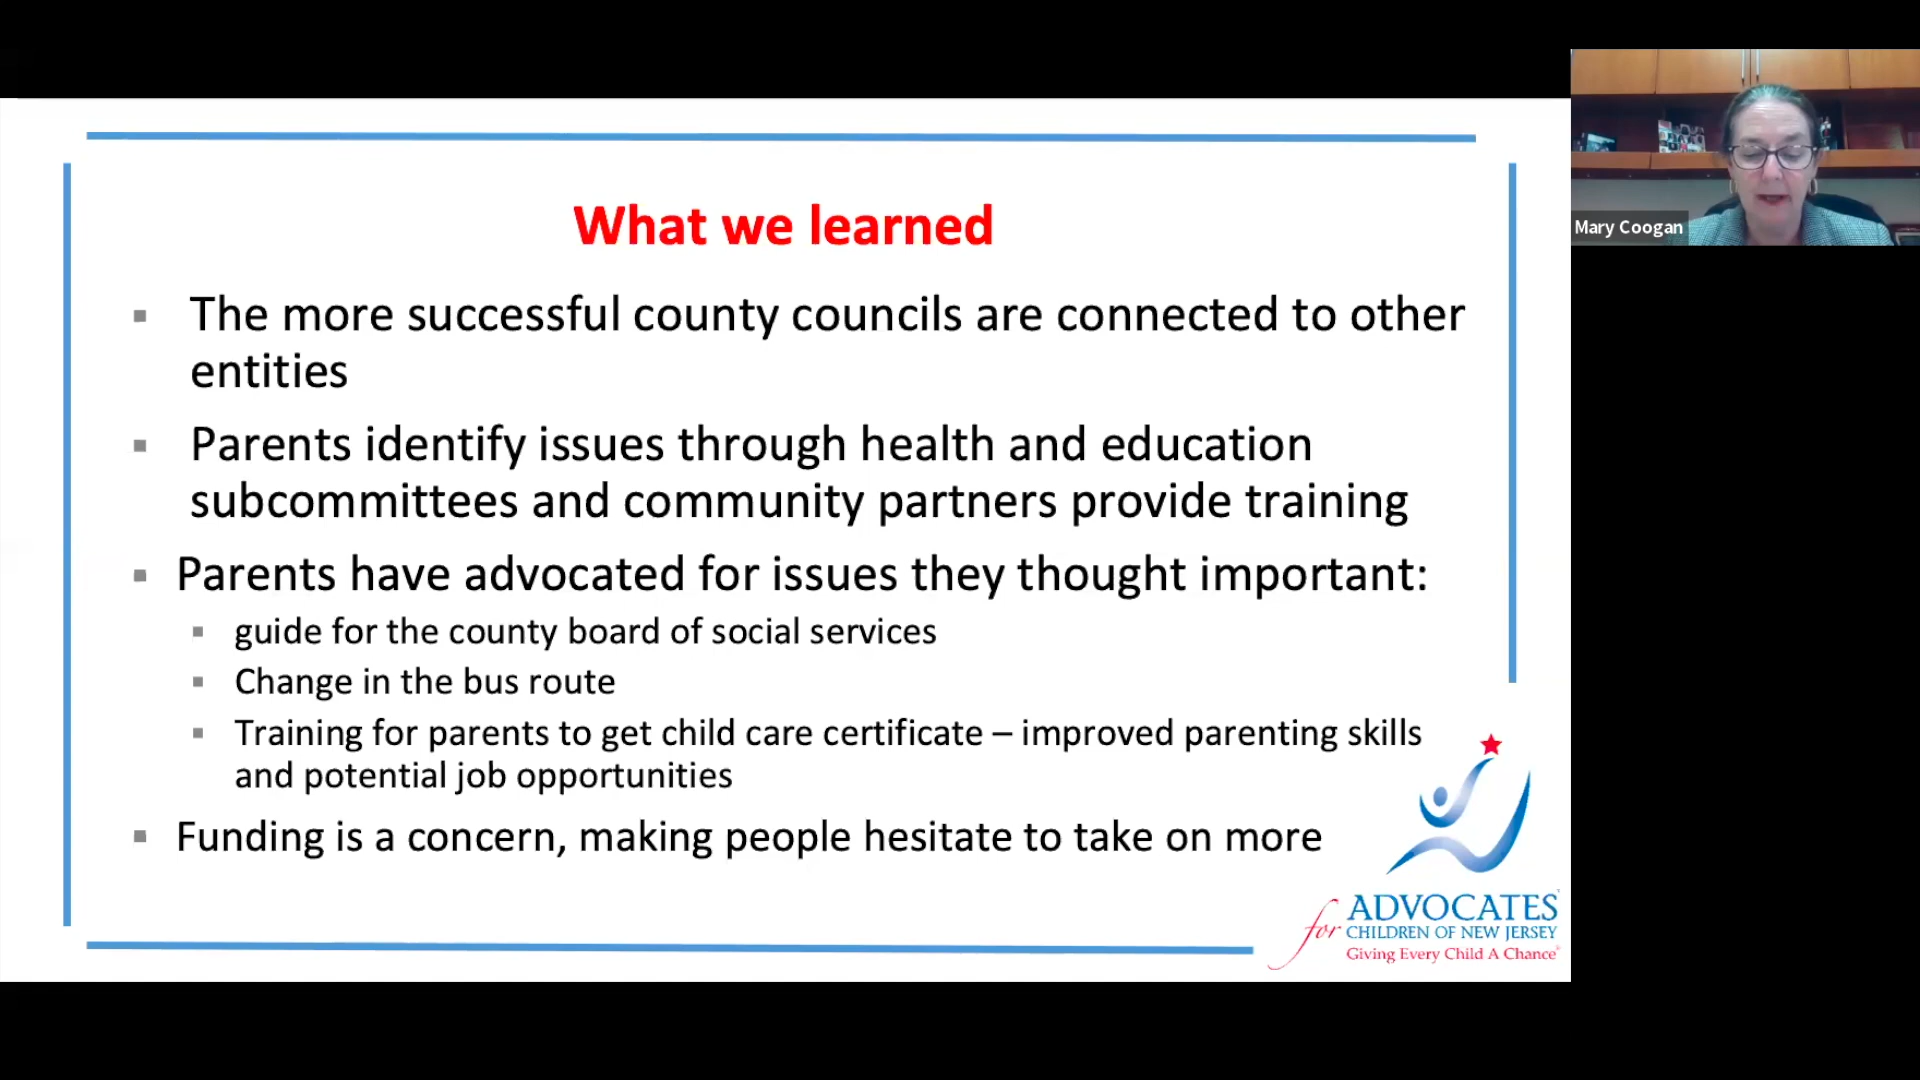 What we learned
The more successful county councils are connected to other
entities
Parents identify issues through health and education
subcommittees and community partners provide training
Parents have advocated for issues they thought important:
guide for the county board of social services
Change in the bus route
Training for parents to get child care certificate – improved parenting skills
and potential job opportunities
Funding is a concern, making people hesitate to take on more
for ADVOCATES
CHILDREN OF NEW JERSEY
Giving Every Child A Chance
Mary Coogan